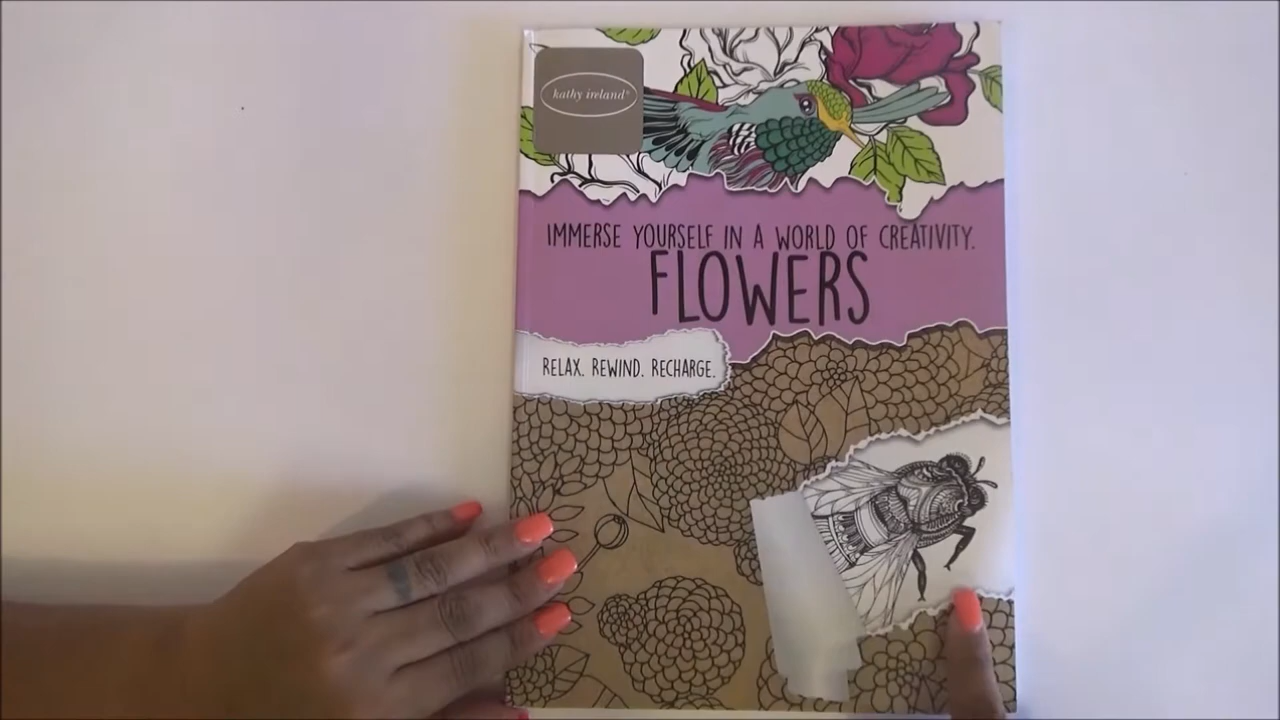 kathy ireland®
IMMERSE YOURSELF IN A WORLD OF CREATIVITY.
FLOWERS
RELAX. REWIND. RECHARGE.